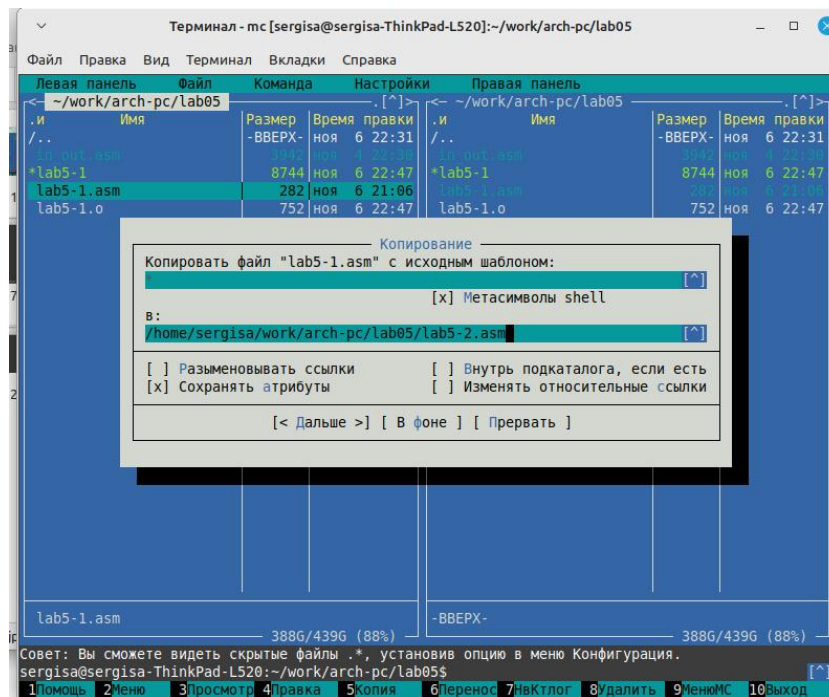 Терминал - mc [sergisa@sergisa-ThinkPad-L520]:~/work/arch-pc/lab05
Файл Правка Вид Терминал Вкладки Справка
Левая панель Файл Команда Настройки Правая панель
<- ~/work/arch-pc/lab05 .[^]> <- ~/work/arch-pc/lab05 .[^]>
.и Имя Размер Время правки .и Имя Размер Время правки
/.. -ВВЕРХ- ноя 6 22:31 /.. -ВВЕРХ- ноя 6 22:31
in_out.asm 3942 ноя 4 22:30 in_out.asm 3942 ноя 4 22:30
*lab5-1 8744 ноя 6 22:47 *lab5-1 8744 ноя 6 22:47
lab5-1.asm 282 ноя 6 21:06 lab5-1.asm 282 ноя 6 21:06
lab5-1.o 752 ноя 6 22:47 lab5-1.o 752 ноя 6 22:47
Копирование
Копировать файл "lab5-1.asm" с исходным шаблоном:
* [^]
[x] Метасимволы shell
в:
/home/sergisa/work/arch-pc/lab05/lab5-2.asm [^]
[ ] Разыменовывать ссылки [ ] Внутрь подкаталога, если есть
[x] Сохранять атрибуты [ ] Изменять относительные ссылки
[< Дальше >] [ В фоне ] [ Прервать ]
lab5-1.asm -ВВЕРХ-
388G/439G (88%) 388G/439G (88%)
Совет: Вы сможете видеть скрытые файлы .*, установив опцию в меню Конфигурация.
sergisa@sergisa-ThinkPad-L520:~/work/arch-pc/lab05$ [^]
1Помощь 2Меню 3Просмотр 4Правка 5Копия 6Перенос 7НвКтлог 8Удалить 9МенюMC 10Выход